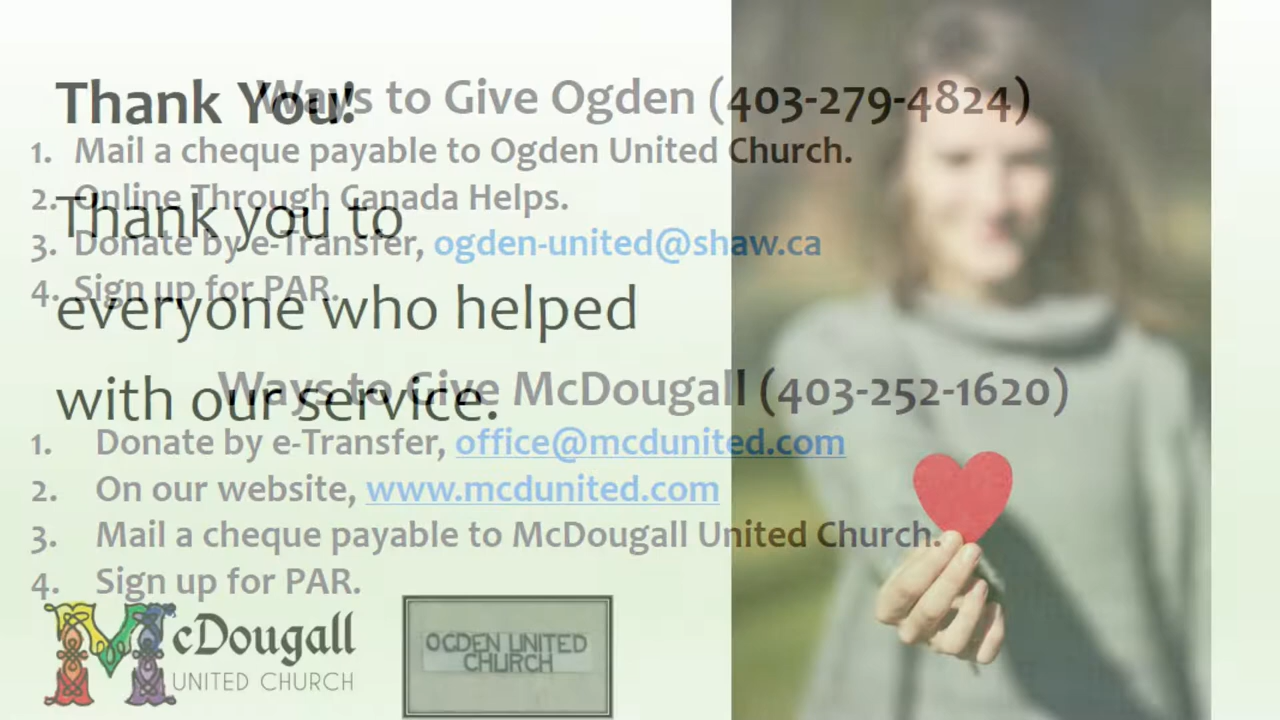 Thank You!
Thank you to
everyone who helped
with our service.
Ways to Give Ogden (403-279-4824)
1. Mail a cheque payable to Ogden United Church.
2. Online Through Canada Helps.
3. Donate by e-Transfer, ogden-united@shaw.ca
4. Sign up for PAR.
Ways to Give McDougall (403-252-1620)
1. Donate by e-Transfer, office@mcdunited.com
2. On our website, www.mcdunited.com
3. Mail a cheque payable to McDougall United Church.
4. Sign up for PAR.
McDougall
UNITED CHURCH
OGDEN UNITED
CHURCH